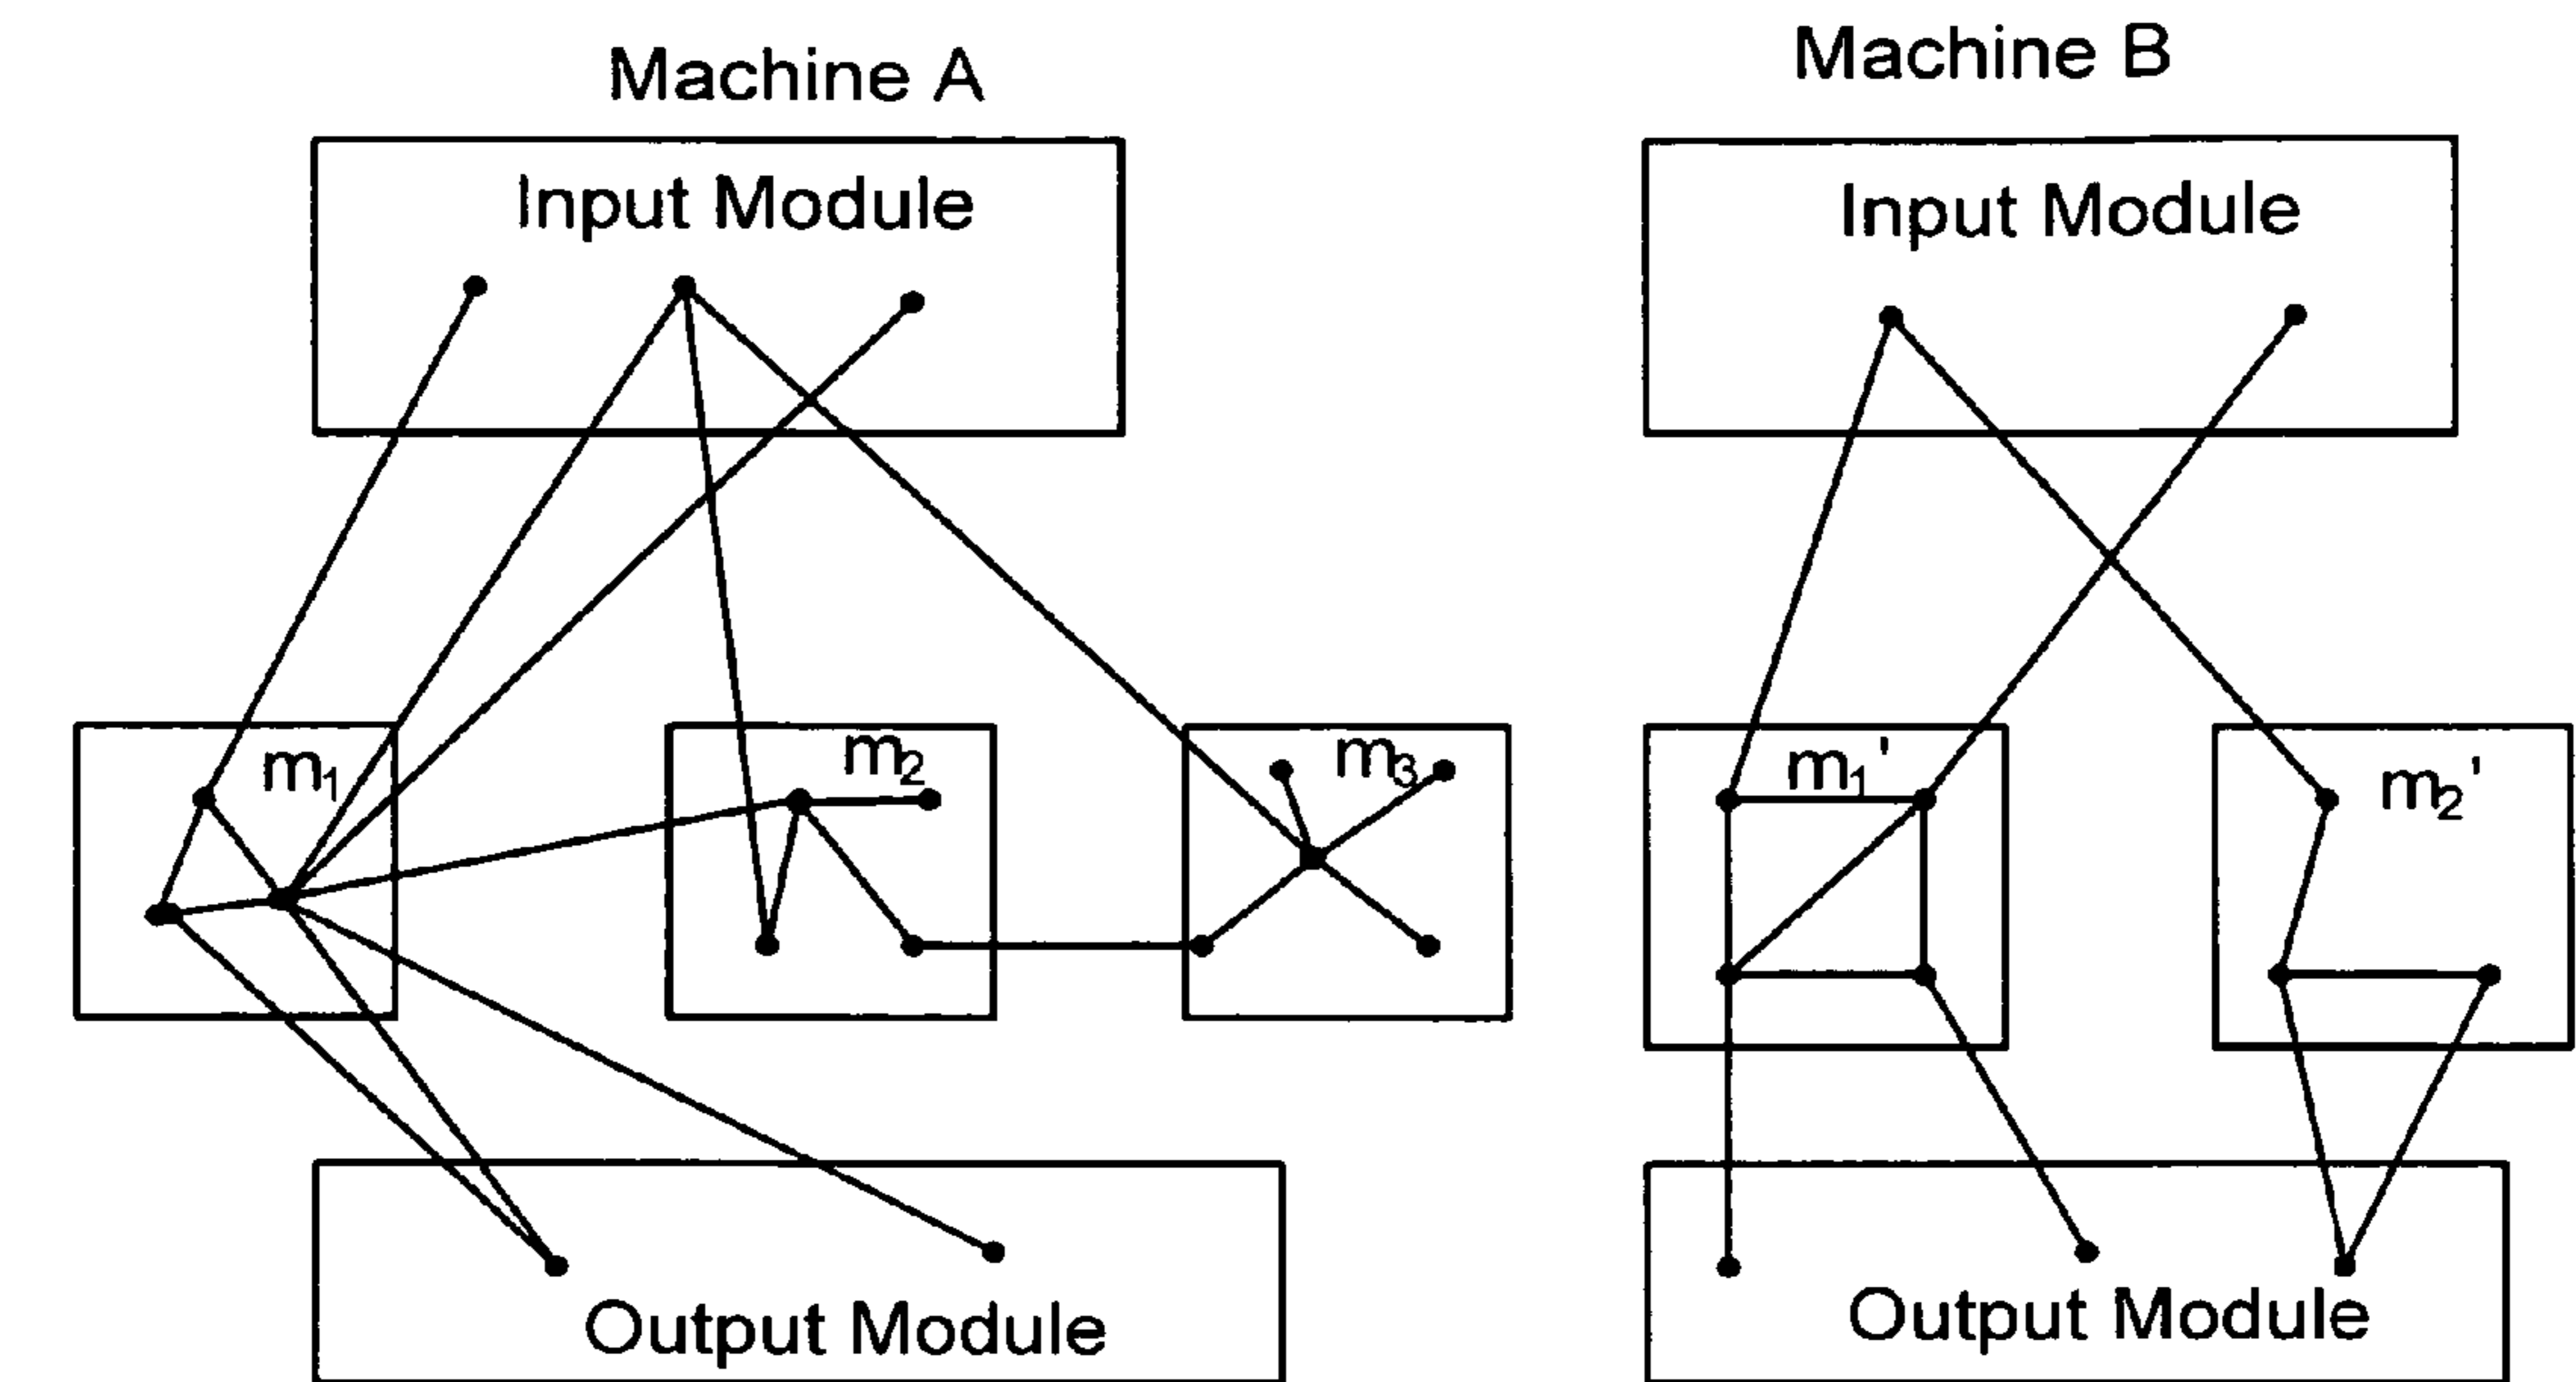 Machine A
Input Module
m₁
m₂
m₃
Output Module
Machine B
Input Module
m₁'
m₂'
Output Module